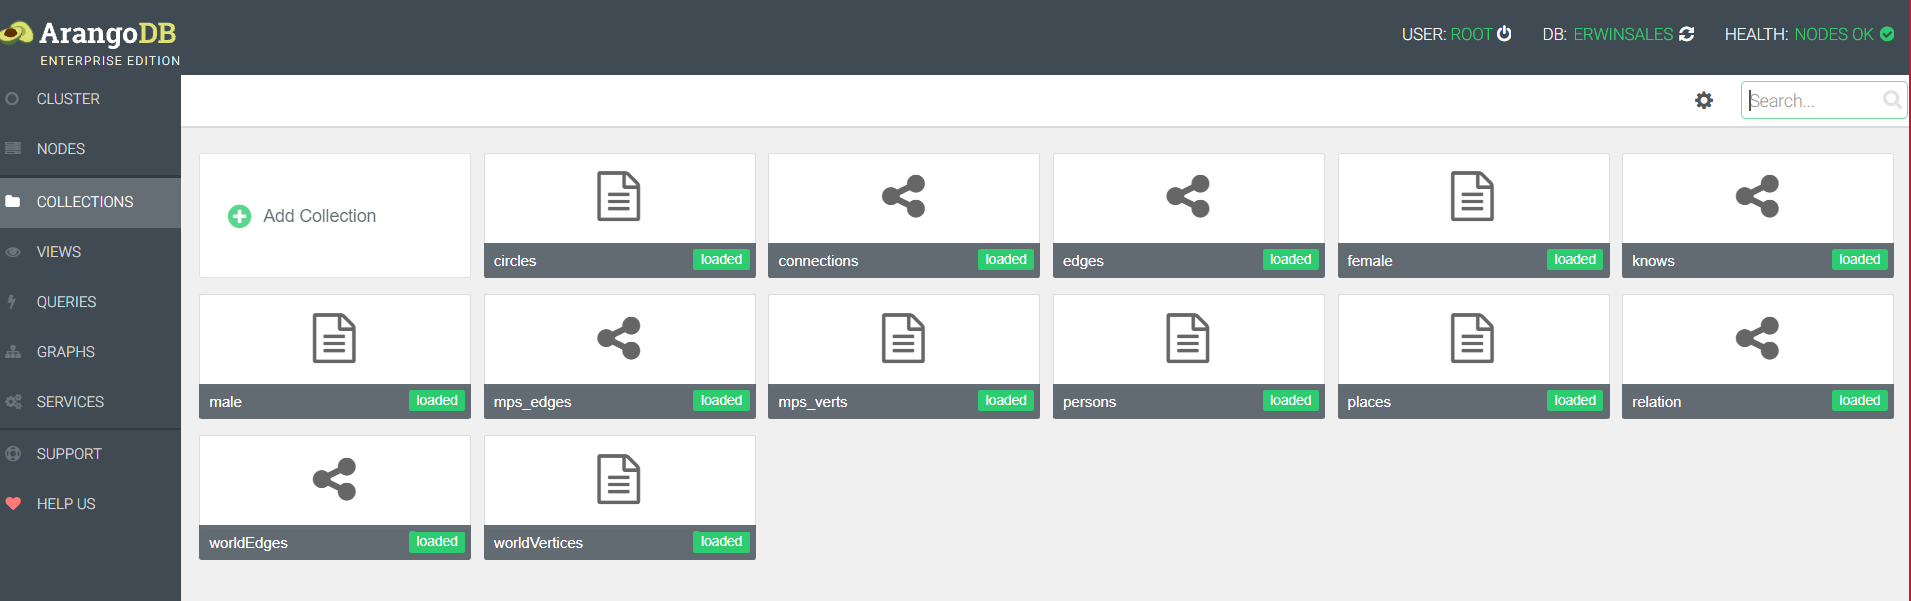 ArangoDB
ENTERPRISE EDITION
USER: ROOT
DB: ERWINSALES
HEALTH: NODES OK
CLUSTER
NODES
COLLECTIONS
VIEWS
QUERIES
GRAPHS
SERVICES
SUPPORT
HELP US
Search...
Add Collection
circles loaded
connections loaded
edges loaded
female loaded
knows loaded
male loaded
mps_edges loaded
mps_verts loaded
persons loaded
places loaded
relation loaded
worldEdges loaded
worldVertices loaded